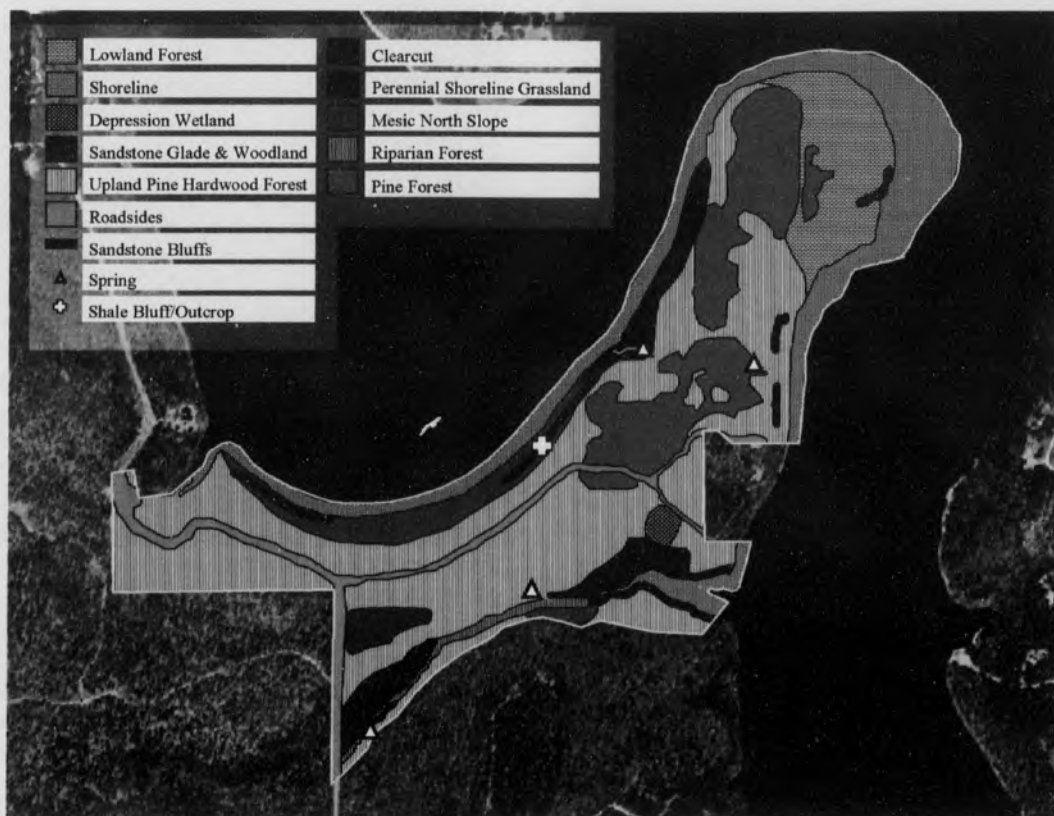 Lowland Forest
Shoreline
Depression Wetland
Sandstone Glade & Woodland
Upland Pine Hardwood Forest
Roadsides
Sandstone Bluffs
Spring
Shale Bluff/Outcrop
Clearcut
Perennial Shoreline Grassland
Mesic North Slope
Riparian Forest
Pine Forest